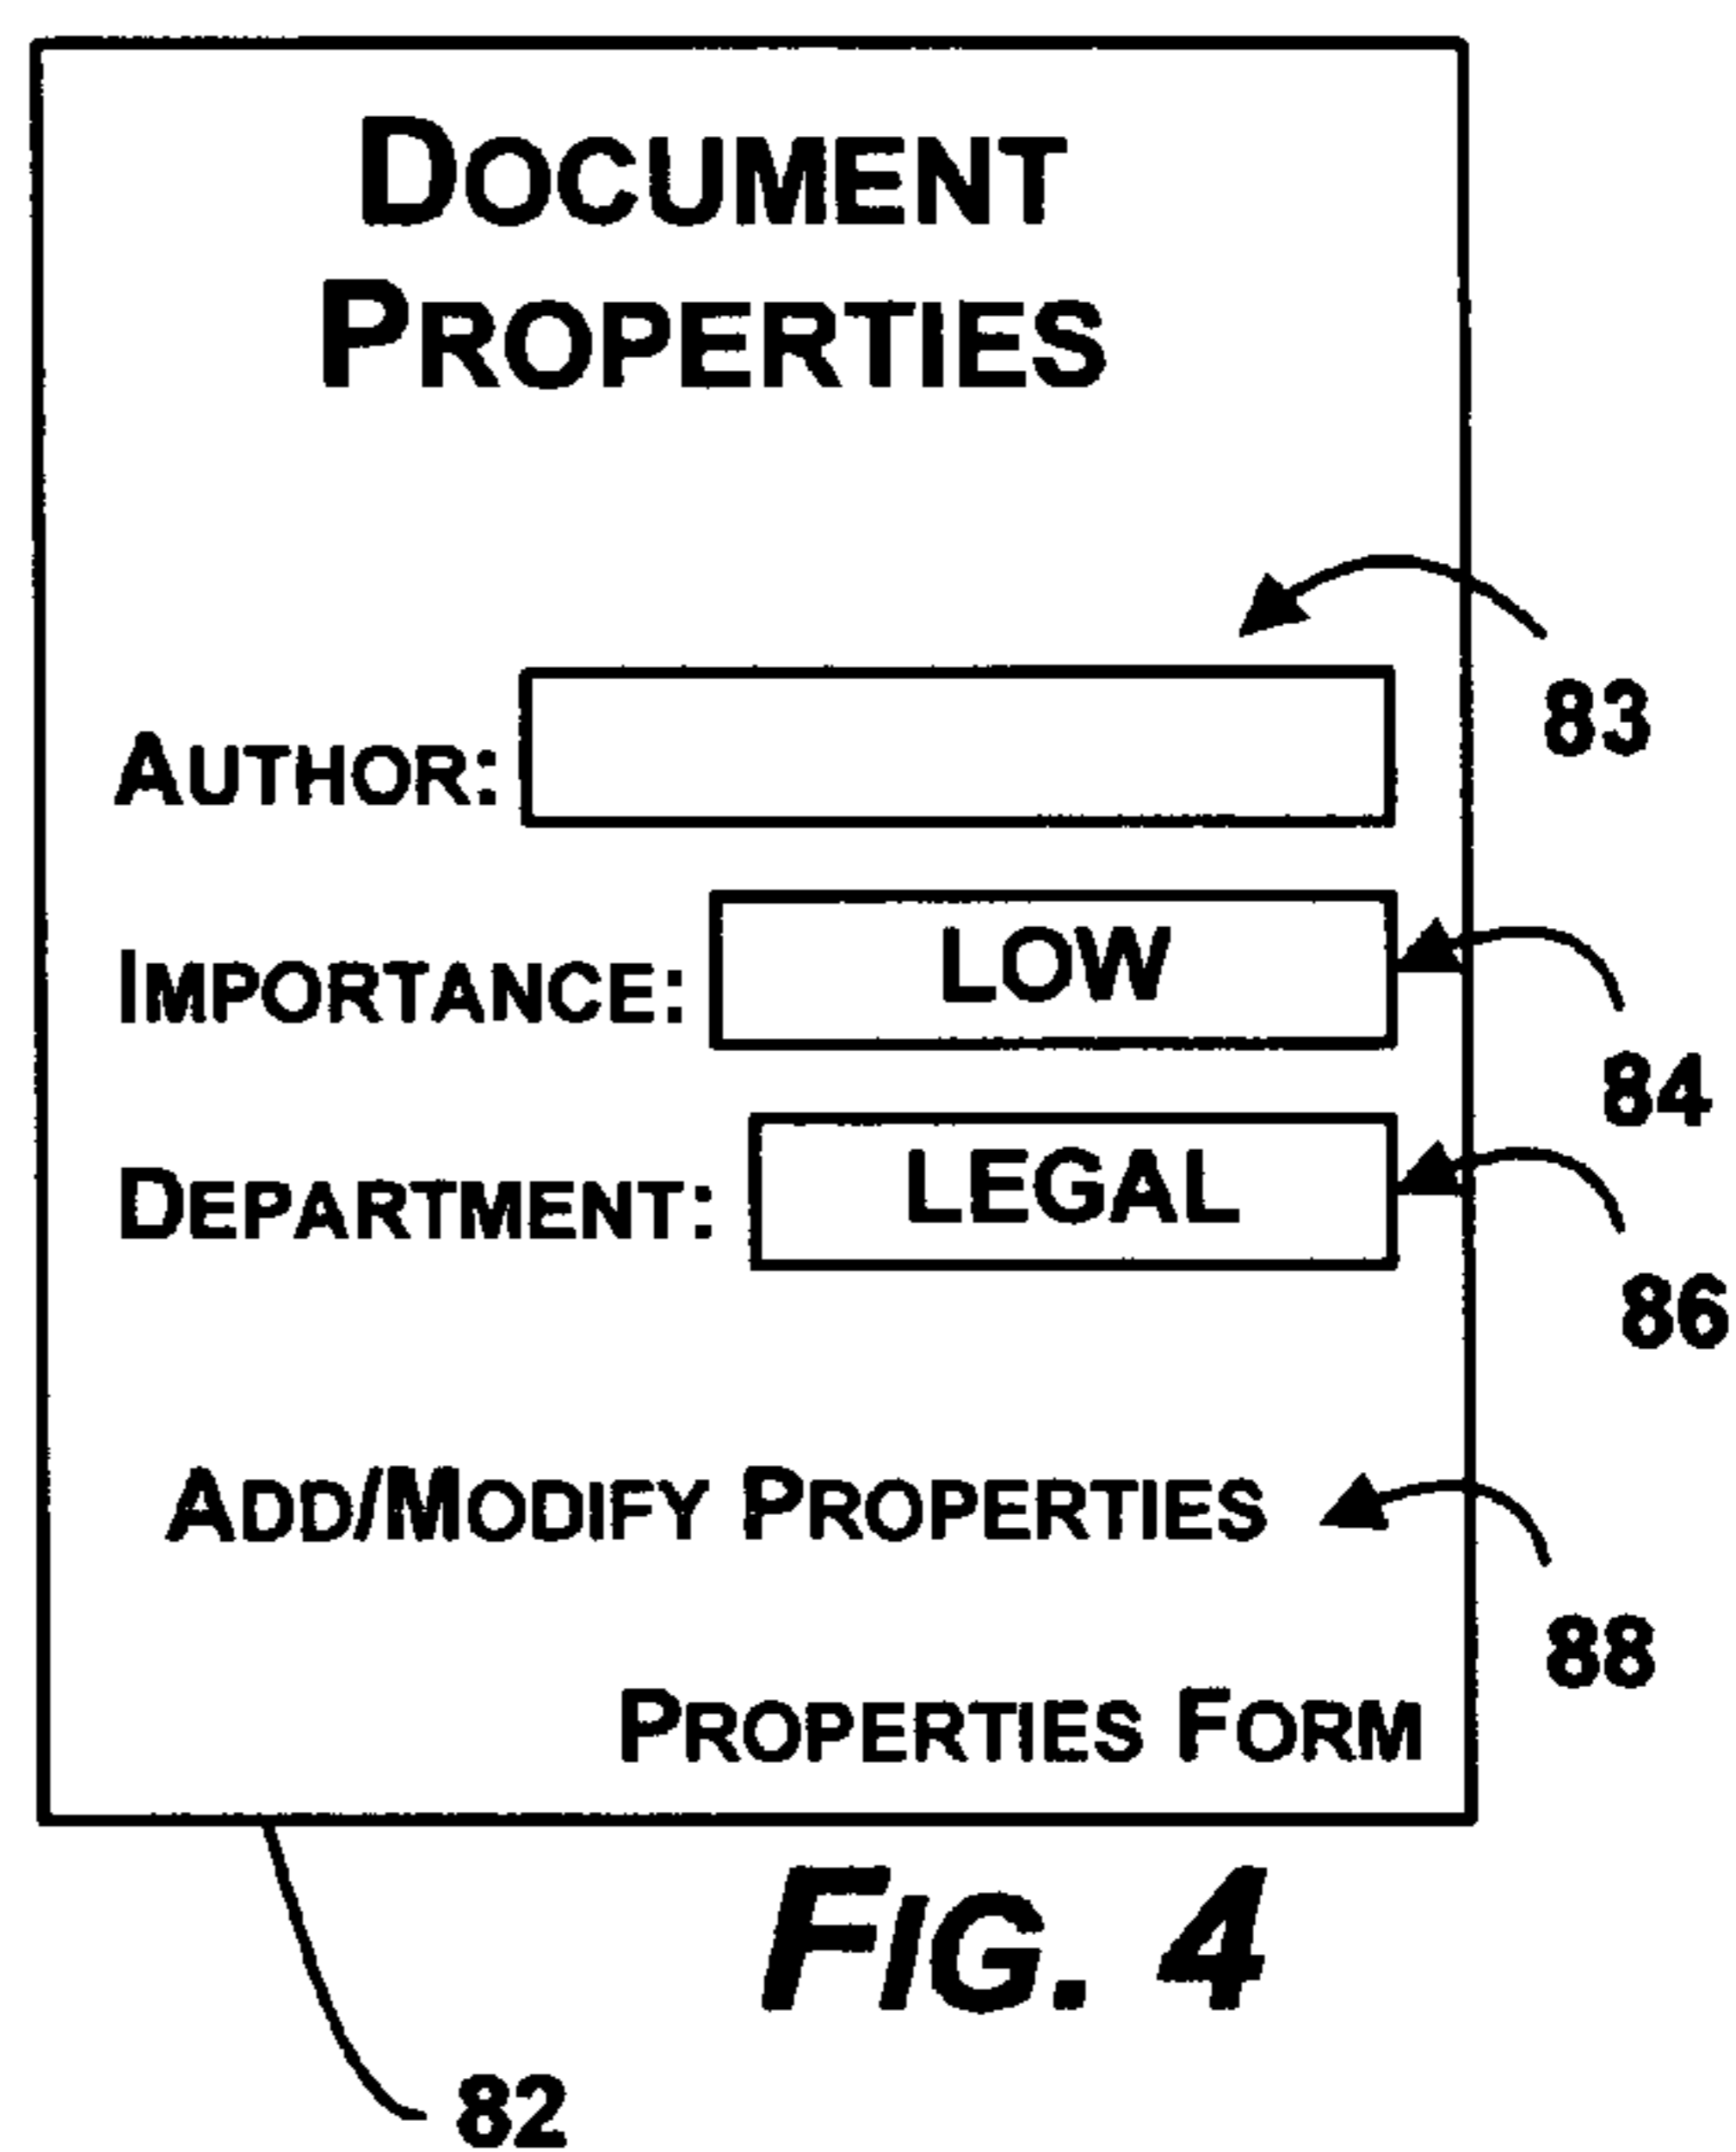 DOCUMENT
PROPERTIES
83
AUTHOR:
IMPORTANCE: LOW
84
DEPARTMENT: LEGAL
86
ADD/MODIFY PROPERTIES
88
PROPERTIES FORM
FIG. 4
82